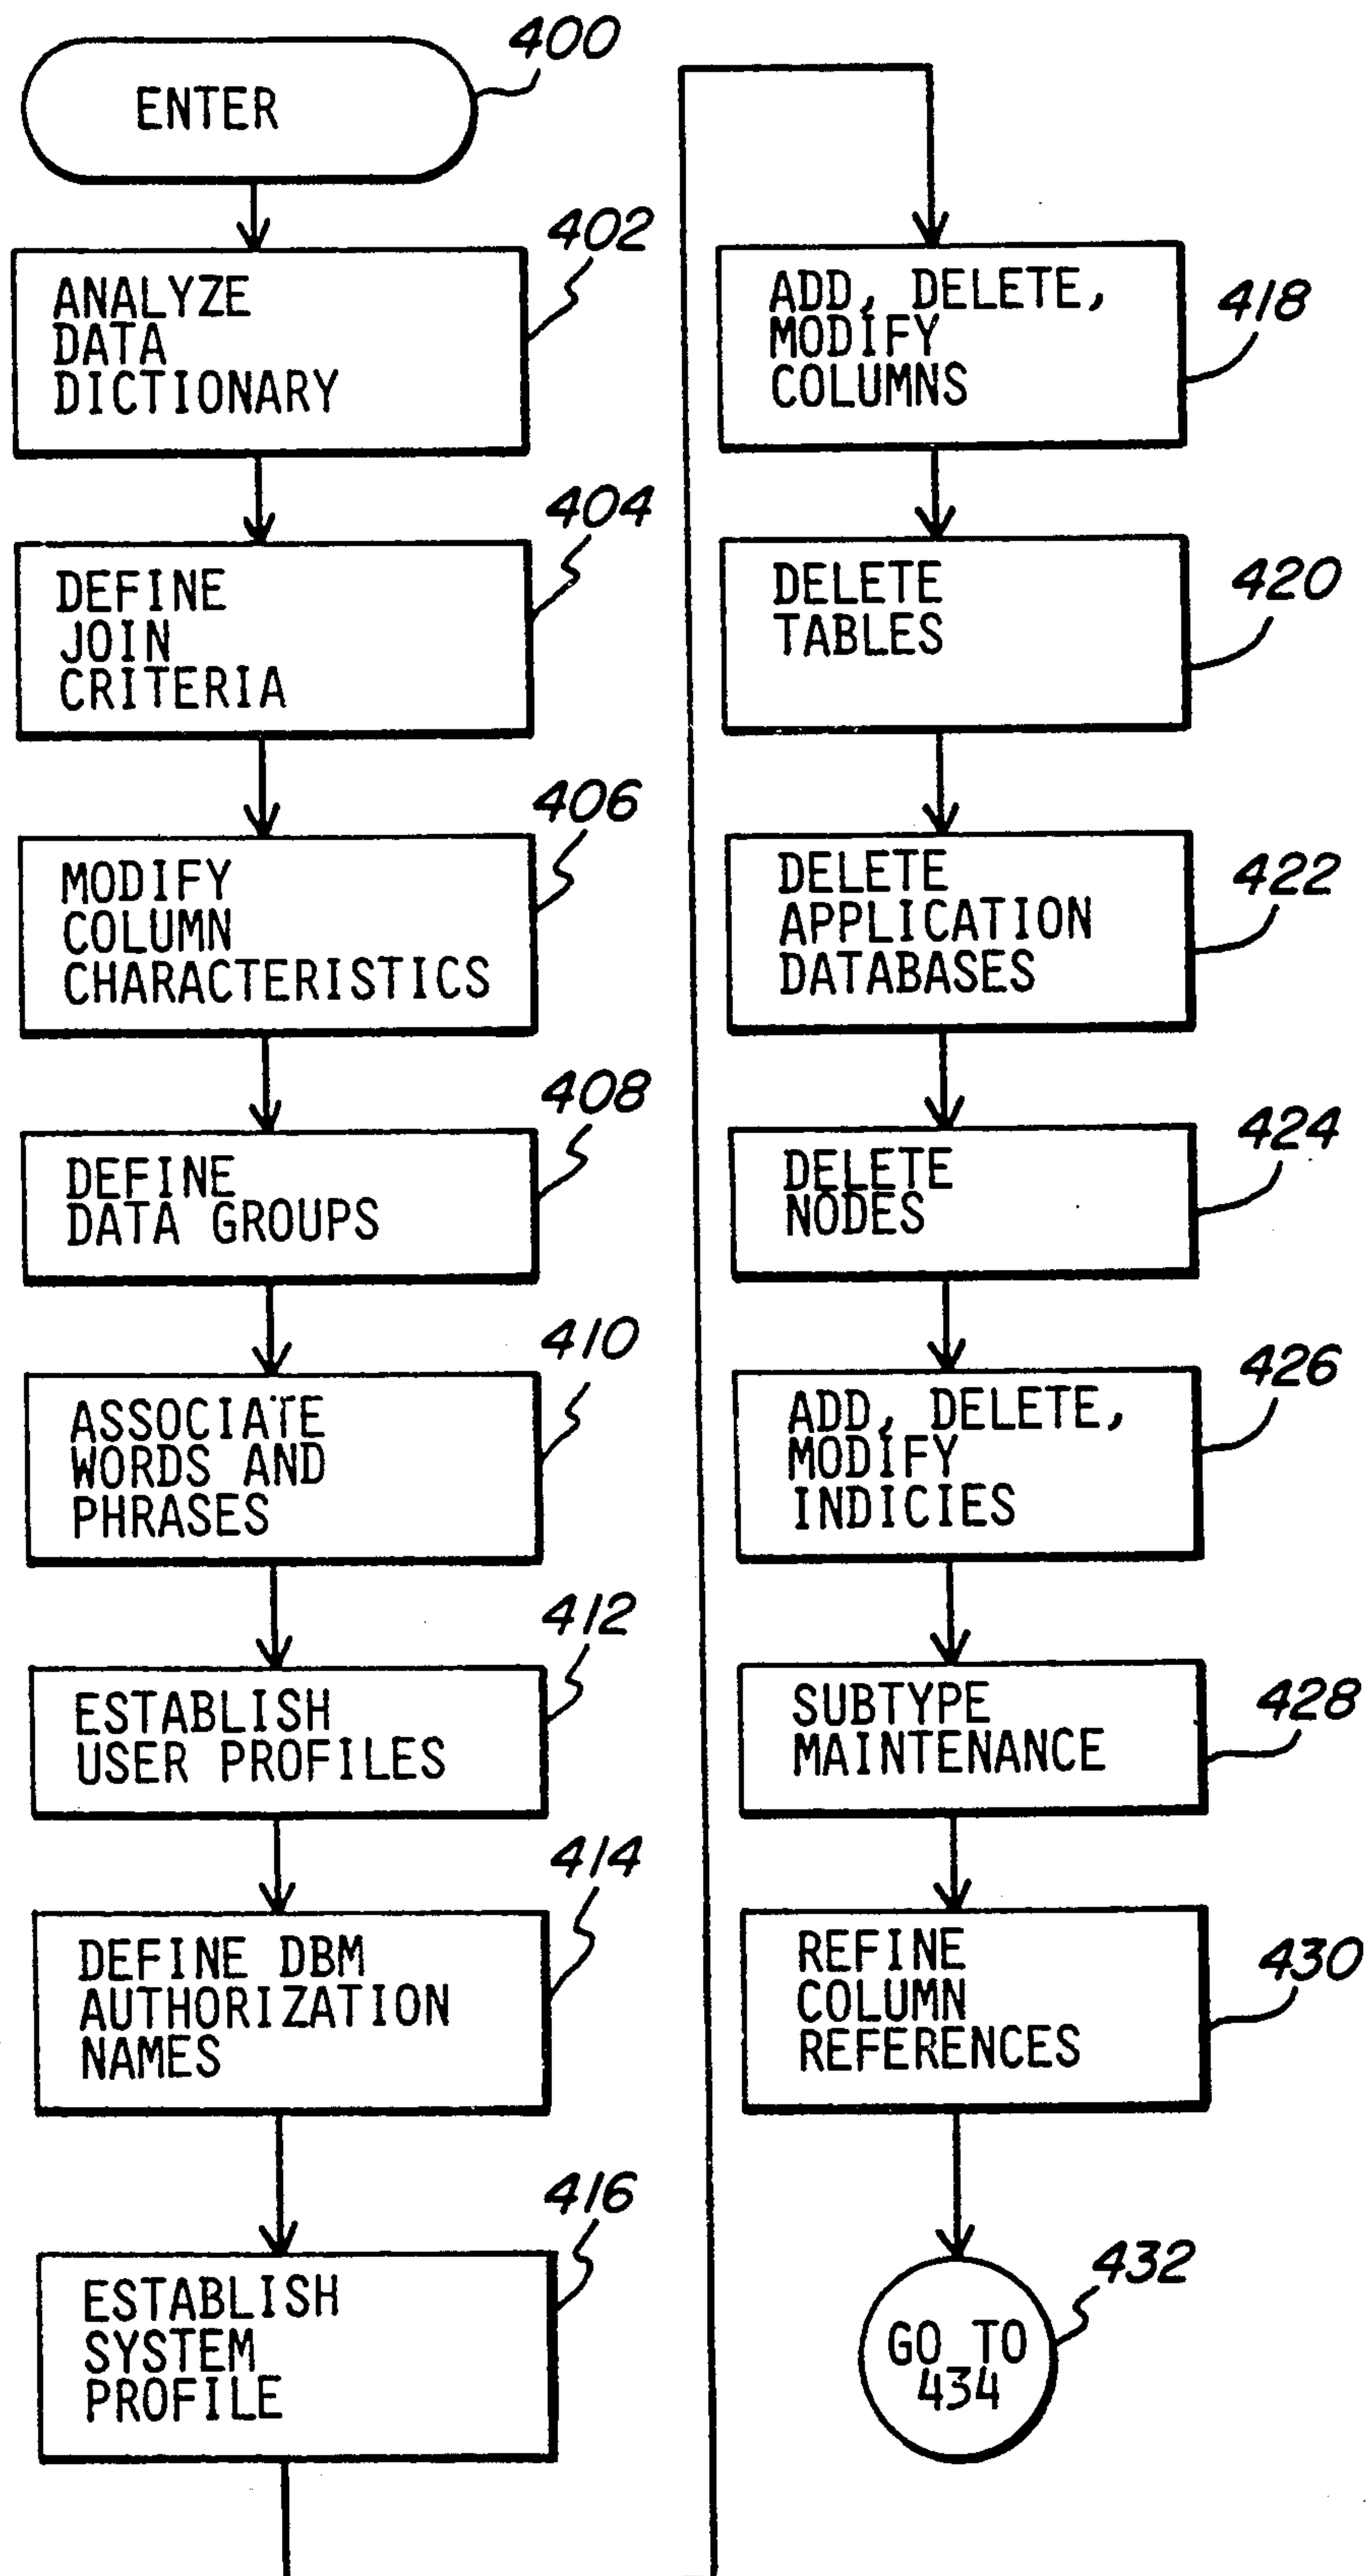 400
ENTER
402
ANALYZE
DATA
DICTIONARY
404
DEFINE
JOIN
CRITERIA
406
MODIFY
COLUMN
CHARACTERISTICS
408
DEFINE
DATA GROUPS
410
ASSOCIATE
WORDS AND
PHRASES
412
ESTABLISH
USER PROFILES
414
DEFINE DBM
AUTHORIZATION
NAMES
416
ESTABLISH
SYSTEM
PROFILE
ADD, DELETE,
MODIFY
COLUMNS
418
DELETE
TABLES
420
DELETE
APPLICATION
DATABASES
422
DELETE
NODES
424
ADD, DELETE,
MODIFY
INDICIES
426
SUBTYPE
MAINTENANCE
428
REFINE
COLUMN
REFERENCES
430
432
GO TO
434